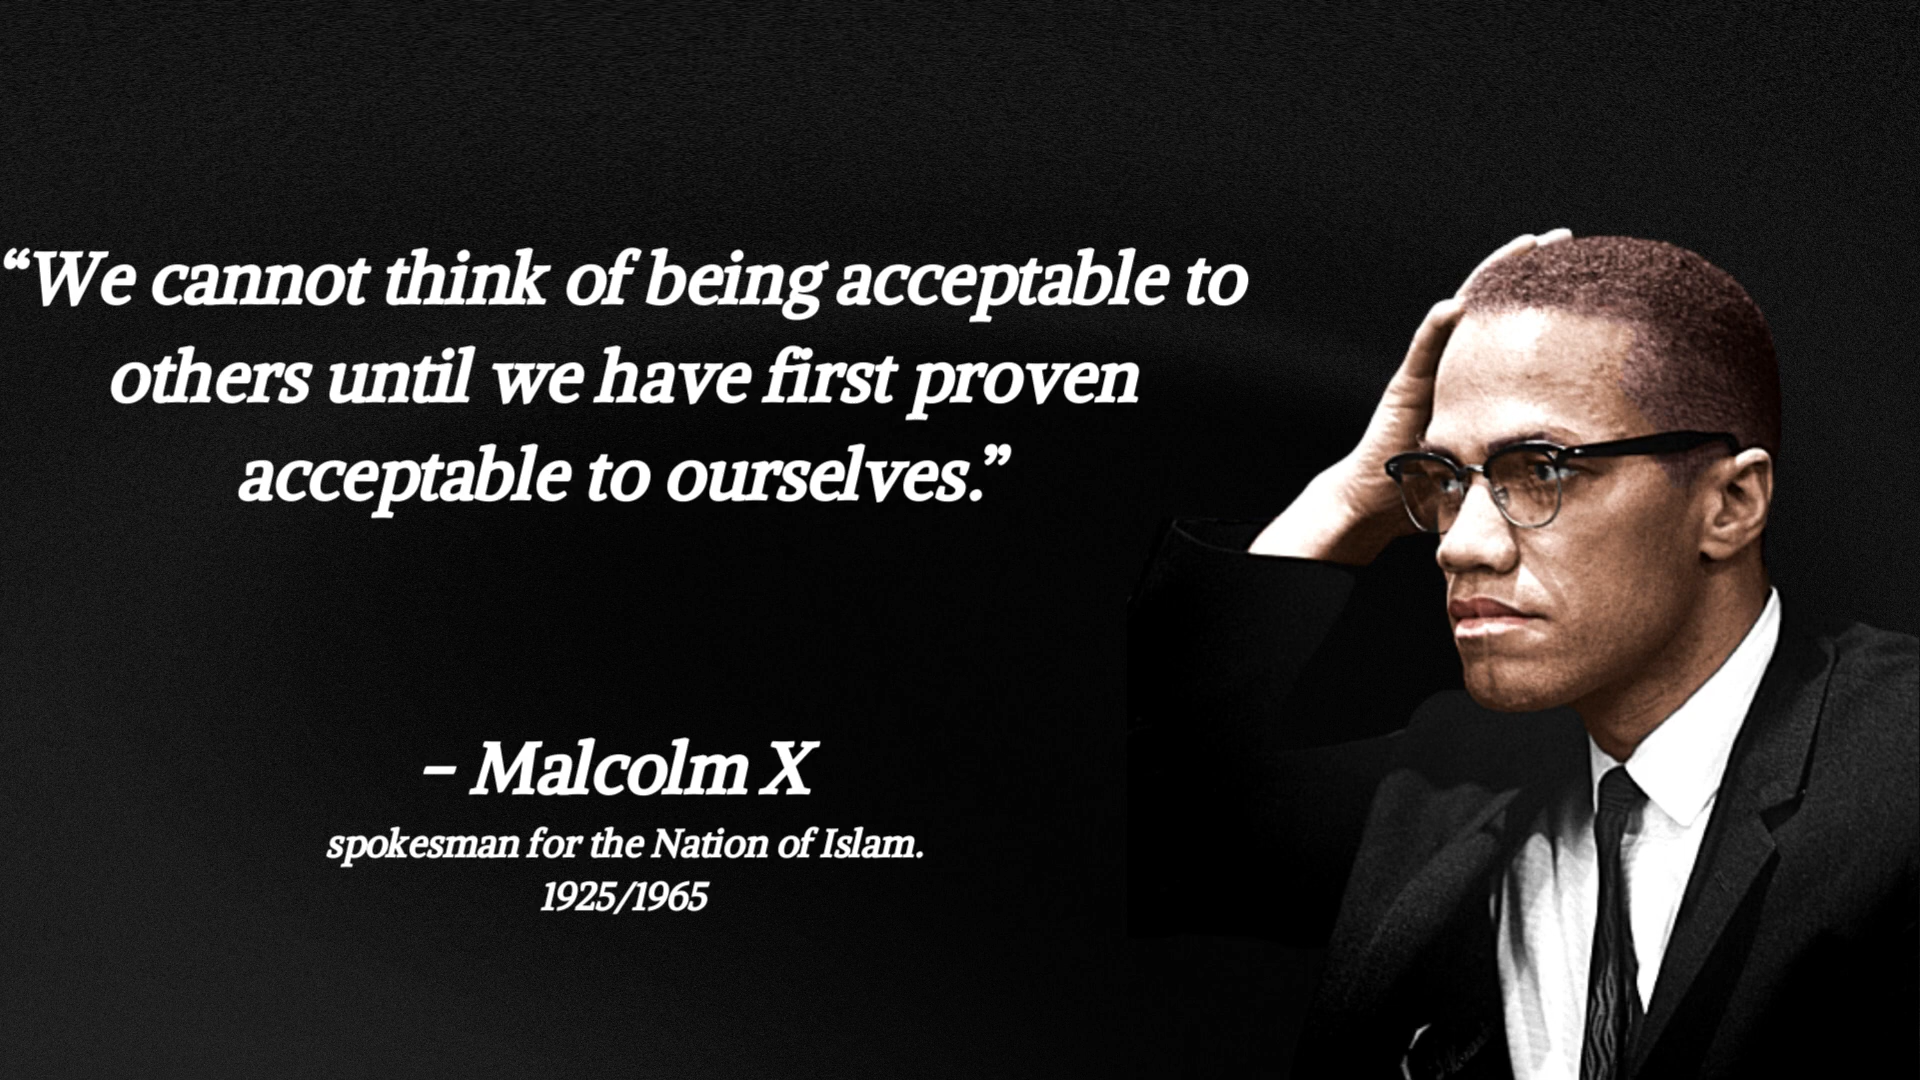 “We cannot think of being acceptable to
others until we have first proven
acceptable to ourselves.”
– Malcolm X
spokesman for the Nation of Islam.
1925/1965